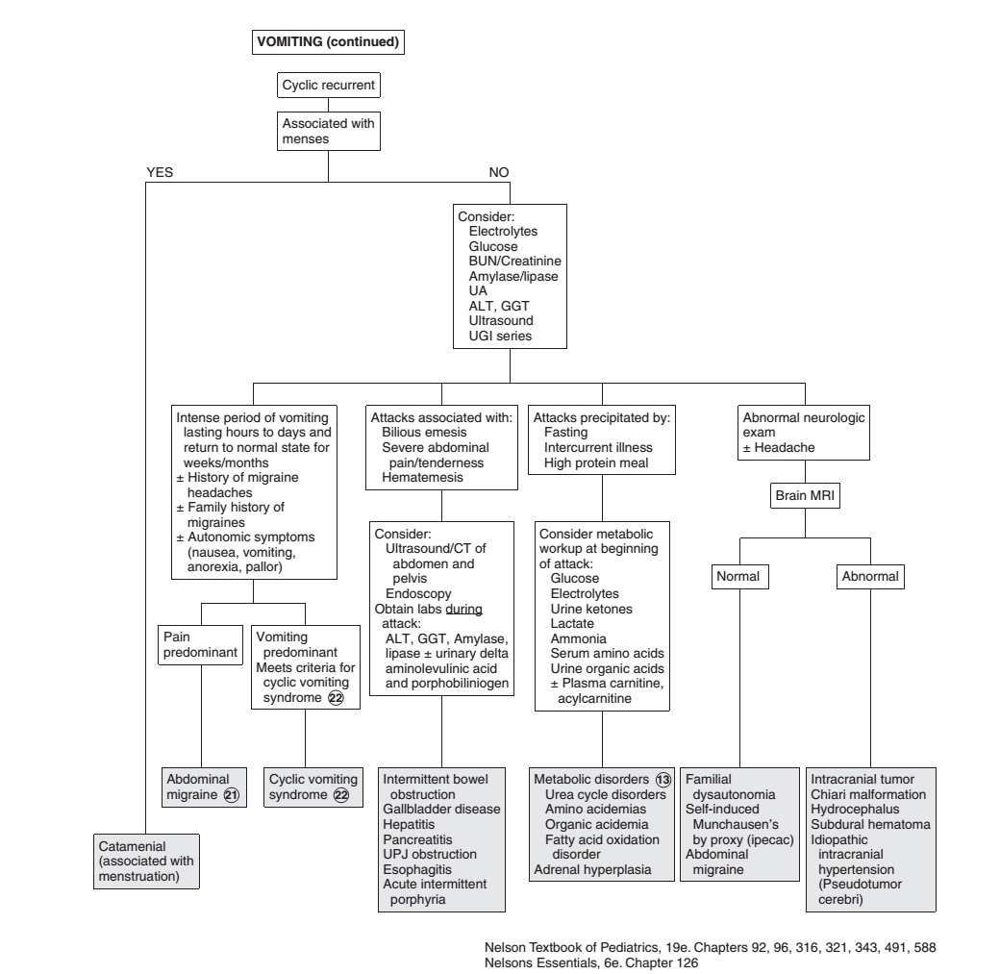 VOMITING (continued)
Cyclic recurrent
Associated with
menses
YES
NO
Consider:
Electrolytes
Glucose
BUN/Creatinine
Amylase/lipase
UA
ALT, GGT
Ultrasound
UGI series
Intense period of vomiting
lasting hours to days and
return to normal state for
weeks/months
± History of migraine
headaches
± Family history of
migraines
± Autonomic symptoms
(nausea, vomiting,
anorexia, pallor)
Attacks associated with:
Bilious emesis
Severe abdominal
pain/tenderness
Hematemesis
Attacks precipitated by:
Fasting
Intercurrent illness
High protein meal
Abnormal neurologic
exam
± Headache
Brain MRI
Consider:
Ultrasound/CT of
abdomen and
pelvis
Endoscopy
Obtain labs during
attack:
ALT, GGT, Amylase,
lipase ± urinary delta
aminolevulinic acid
and porphobiliniogen
Consider metabolic
workup at beginning
of attack:
Glucose
Electrolytes
Urine ketones
Lactate
Ammonia
Serum amino acids
Urine organic acids
± Plasma carnitine,
acylcarnitine
Normal
Abnormal
Pain
predominant
Vomiting
predominant
Meets criteria for
cyclic vomiting
syndrome 22
Abdominal
migraine 21
Cyclic vomiting
syndrome 22
Intermittent bowel
obstruction
Gallbladder disease
Hepatitis
Pancreatitis
UPJ obstruction
Esophagitis
Acute intermittent
porphyria
Metabolic disorders 13
Urea cycle disorders
Amino acidemias
Organic acidemia
Fatty acid oxidation
disorder
Adrenal hyperplasia
Familial
dysautonomia
Self-induced
Munchausen's
by proxy (ipecac)
Abdominal
migraine
Intracranial tumor
Chiari malformation
Hydrocephalus
Subdural hematoma
Idiopathic
intracranial
hypertension
(Pseudotumor
cerebri)
Catamenial
(associated with
menstruation)
Nelson Textbook of Pediatrics, 19e. Chapters 92, 96, 316, 321, 343, 491, 588
Nelsons Essentials, 6e. Chapter 126